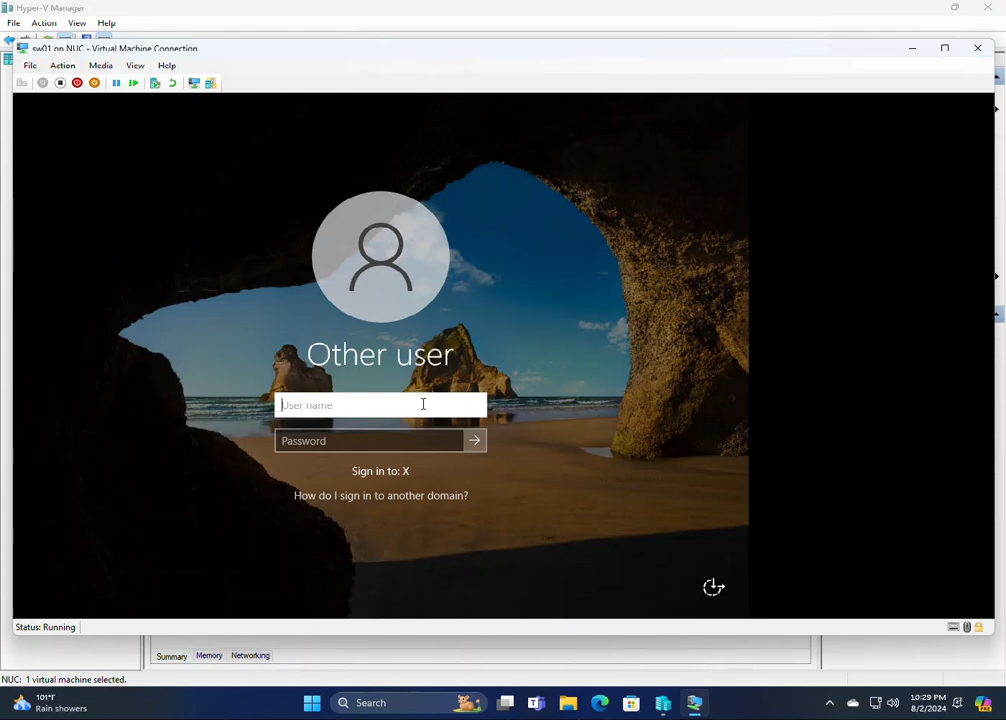 Hyper-V Manager
File Action View Help
sw01 on NUC - Virtual Machine Connection
File Action Media View Help
Other user
User name
Password
Sign in to: X
How do I sign in to another domain?
Status: Running
Summary Memory Networking
NUC: 1 virtual machine selected.
101°F
Rain showers
Search
10:29 PM
8/2/2024
PRE